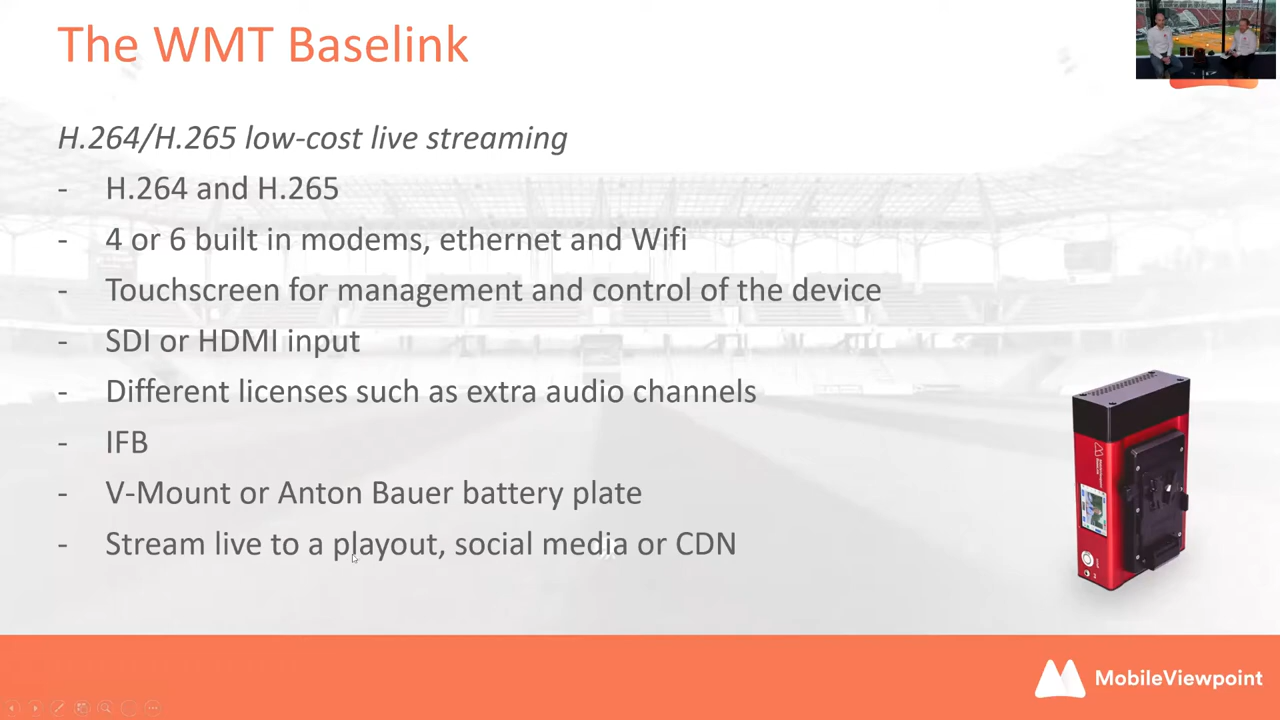 The WMT Baselink
H.264/H.265 low-cost live streaming
- H.264 and H.265
- 4 or 6 built in modems, ethernet and Wifi
- Touchscreen for management and control of the device
- SDI or HDMI input
- Different licenses such as extra audio channels
- IFB
- V-Mount or Anton Bauer battery plate
- Stream live to a playout, social media or CDN
MobileViewpoint